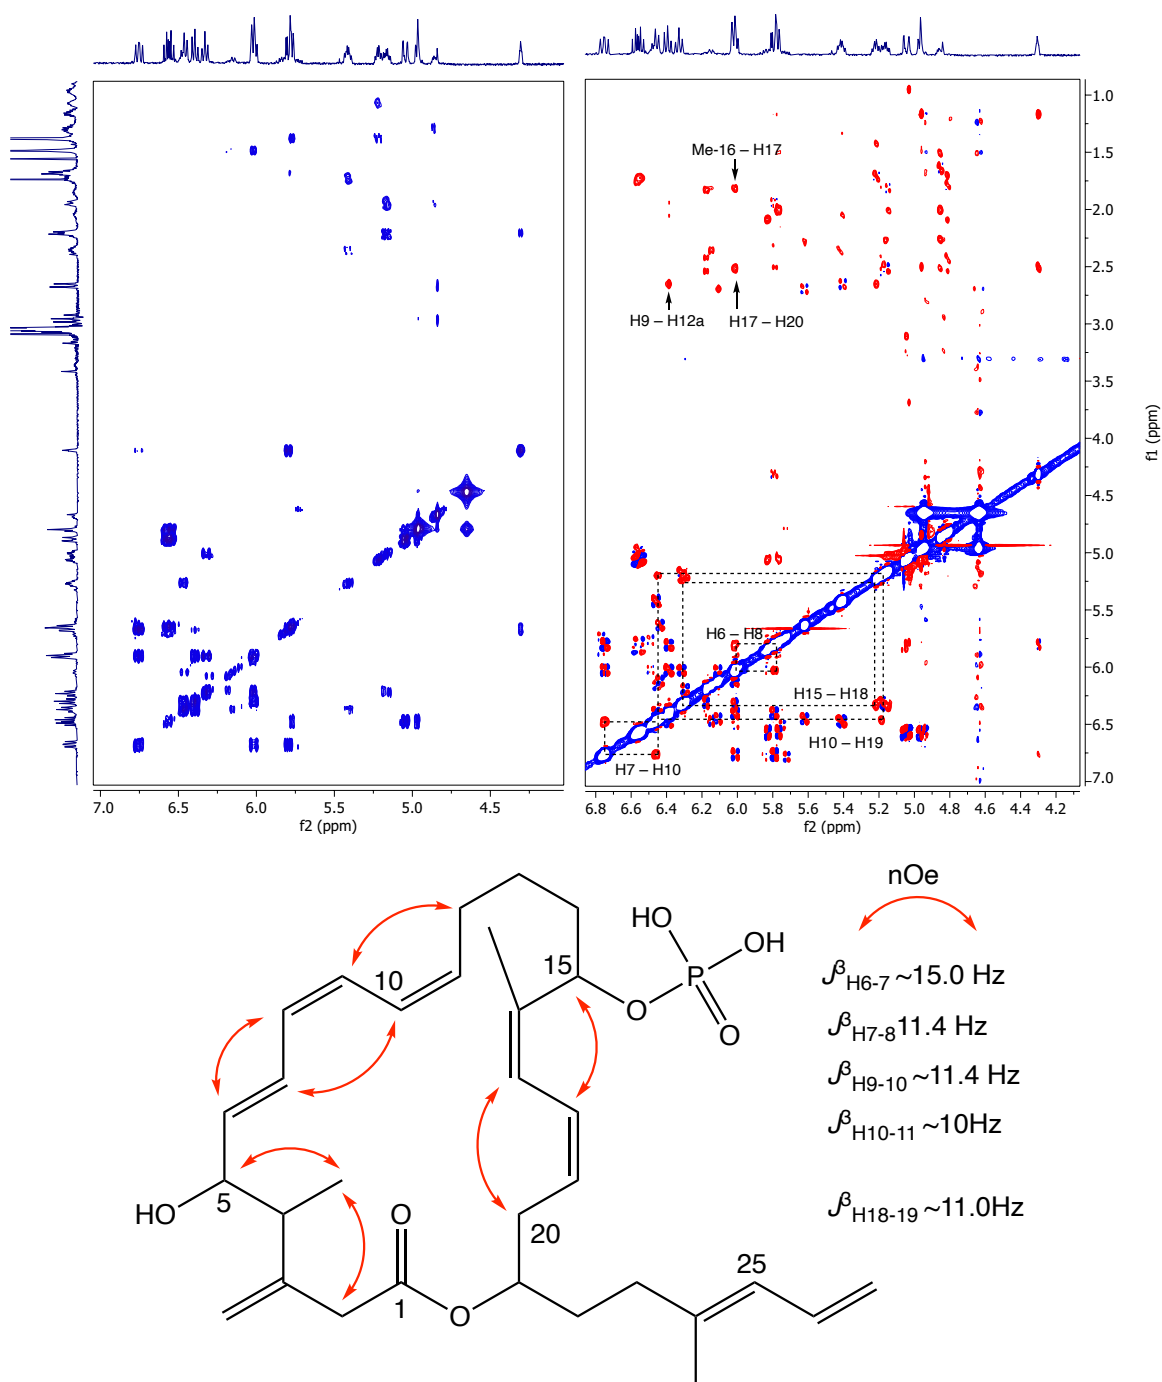 Me-16 – H17
H9 – H12a
H17 – H20
H6 – H8
H15 – H18
H10 – H19
H7 – H10
1.0
1.5
2.0
2.5
3.0
3.5
4.0
4.5
5.0
5.5
6.0
6.5
7.0
f1 (ppm)
7.0 6.5 6.0 5.5 5.0 4.5
f2 (ppm)
6.8 6.6 6.4 6.2 6.0 5.8 5.6 5.4 5.2 5.0 4.8 4.6 4.4 4.2
f2 (ppm)
nOe
HO
OH
P
O
O
15
10
Jᵝ H6-7 ~15.0 Hz
Jᵝ H7-8 11.4 Hz
Jᵝ H9-10 ~11.4 Hz
Jᵝ H10-11 ~10Hz
Jᵝ H18-19 ~11.0Hz
HO
5
O
20
1
O
25